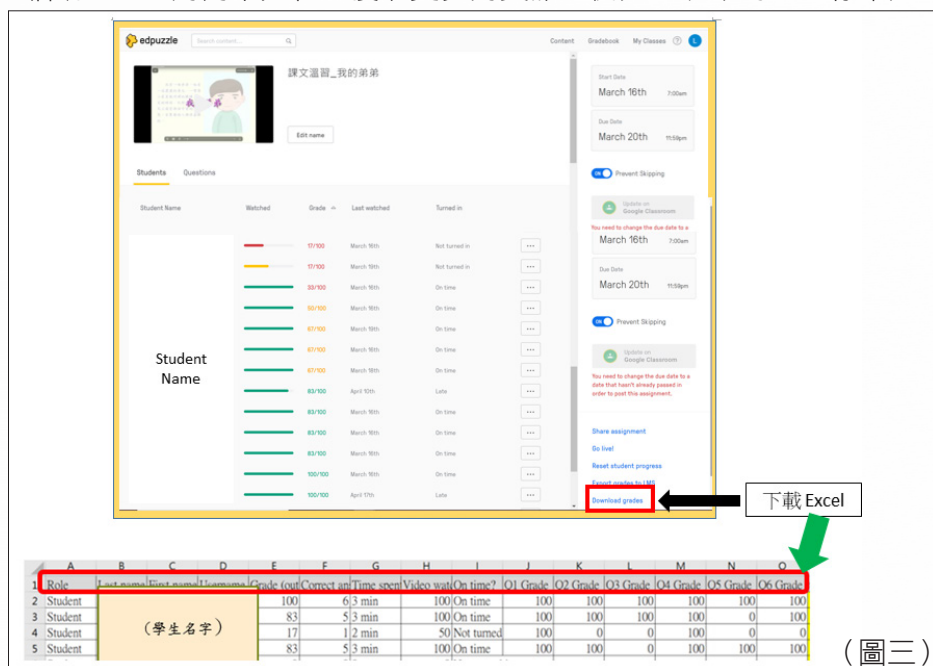 edpuzzle
Search content...
Content Gradebook My Classes ? L
課文溫習_我的弟弟
Edit name
Students Questions
Student Name Watched Grade Last watched Turned in
17/100 March 16th Not turned in ...
17/100 March 19th Not turned in ...
33/100 March 16th On time ...
50/100 March 18th On time ...
67/100 March 19th On time ...
67/100 March 16th On time ...
67/100 March 16th On time ...
83/100 April 10th Late ...
83/100 March 16th On time ...
83/100 March 16th On time ...
83/100 March 16th On time ...
100/100 March 16th On time ...
100/100 April 17th Late ...
Student
Name
Start Date
March 16th 7:00am
Due Date
March 20th 11:59pm
ON Prevent Skipping
Update on
Google Classroom
You need to change the due date to a
March 16th 7:00am
Due Date
March 20th 11:59pm
ON Prevent Skipping
Update on
Google Classroom
You need to change the due date to a
date that hasn't already passed in
order to post this assignment.
Share assignment
Go live!
Reset student progress
Export grades to LMS
Download grades
下載 Excel
A B C D E F G H I J K L M N O
1 Role Last name First name Username Grade (out Correct an Time spen Video wat On time? Q1 Grade Q2 Grade Q3 Grade Q4 Grade Q5 Grade Q6 Grade
2 Student 100 6 3 min 100 On time 100 100 100 100 100 100
3 Student 83 5 3 min 100 On time 100 100 100 100 0 100
4 Student 17 1 2 min 50 Not turned 100 0 0 0 0 0
5 Student 83 5 3 min 100 On time 100 100 0 100 100 100
(學生名字)
(圖三)